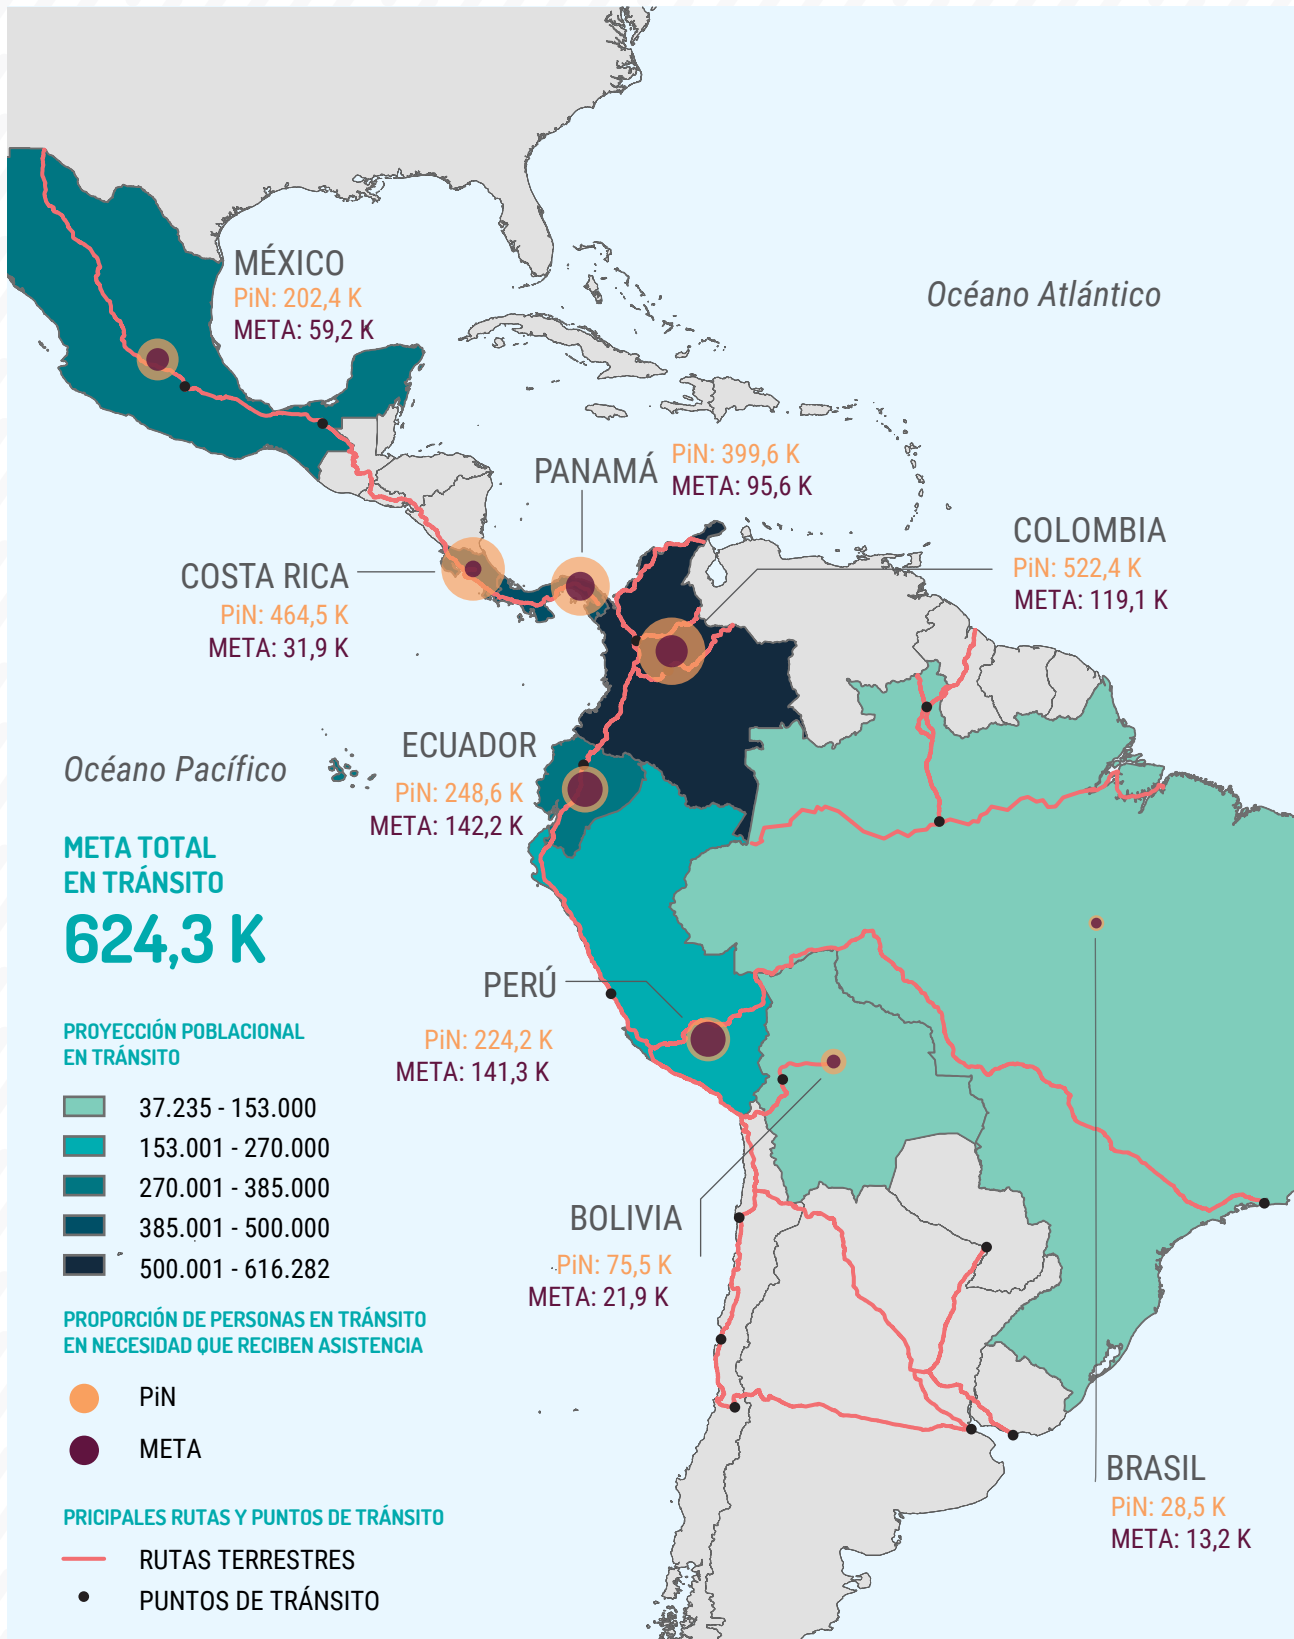 MÉXICO
PiN: 202,4 K
META: 59,2 K
Océano Atlántico
PANAMÁ
PiN: 399,6 K
META: 95,6 K
COLOMBIA
PiN: 522,4 K
META: 119,1 K
COSTA RICA
PiN: 464,5 K
META: 31,9 K
ECUADOR
PiN: 248,6 K
META: 142,2 K
Océano Pacífico
META TOTAL
EN TRÁNSITO
624,3 K
PERÚ
PiN: 224,2 K
META: 141,3 K
PROYECCIÓN POBLACIONAL
EN TRÁNSITO
37.235 - 153.000
153.001 - 270.000
270.001 - 385.000
385.001 - 500.000
500.001 - 616.282
BOLIVIA
PiN: 75,5 K
META: 21,9 K
PROPORCIÓN DE PERSONAS EN TRÁNSITO
EN NECESIDAD QUE RECIBEN ASISTENCIA
PiN
META
BRASIL
PiN: 28,5 K
META: 13,2 K
PRICIPALES RUTAS Y PUNTOS DE TRÁNSITO
RUTAS TERRESTRES
PUNTOS DE TRÁNSITO